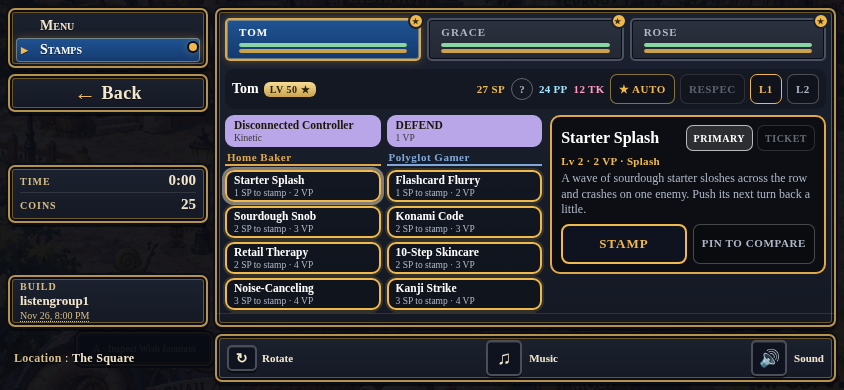 MENU
STAMPS
← Back
TIME 0:00
COINS 25
BUILD
listengroup1
Nov 26, 8:00 PM
Location : The Square
TOM
GRACE
ROSE
Tom LV 50 ★
27 SP ? 24 PP 12 TK ★ AUTO RESPEC L1 L2
Disconnected Controller
Kinetic
DEFEND
1 VP
Home Baker
Polyglot Gamer
Starter Splash
1 SP to stamp · 2 VP
Flashcard Flurry
1 SP to stamp · 2 VP
Sourdough Snob
2 SP to stamp · 3 VP
Konami Code
2 SP to stamp · 3 VP
Retail Therapy
2 SP to stamp · 4 VP
10-Step Skincare
2 SP to stamp · 3 VP
Noise-Canceling
3 SP to stamp · 4 VP
Kanji Strike
3 SP to stamp · 4 VP
Starter Splash
PRIMARY TICKET
Lv 2 · 2 VP · Splash
A wave of sourdough starter sloshes across the row
and crashes on one enemy. Push its next turn back a
little.
STAMP
PIN TO COMPARE
Rotate
Music
Sound